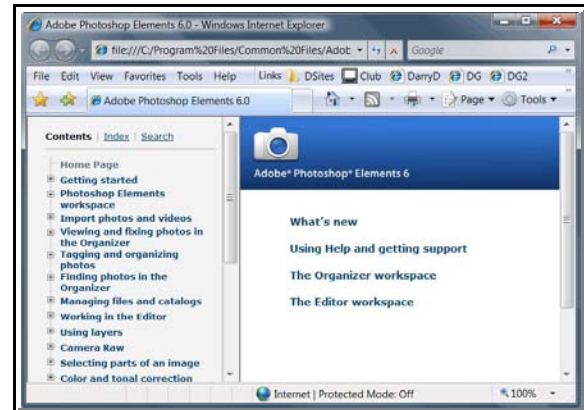 Adobe Photoshop Elements 6.0 - Windows Internet Explorer
file:///C:/Program%20Files/Common%20Files/Adob
Google
File Edit View Favorites Tools Help Links DSites Club DarryD DG DG2 »
Adobe Photoshop Elements 6.0 Page Tools »
Contents | Index | Search
Home Page
Getting started
Photoshop Elements
workspace
Import photos and videos
Viewing and fixing photos in
the Organizer
Tagging and organizing
photos
Finding photos in the
Organizer
Managing files and catalogs
Working in the Editor
Using layers
Camera Raw
Selecting parts of an image
Color and tonal correction
Adobe® Photoshop® Elements 6
What's new
Using Help and getting support
The Organizer workspace
The Editor workspace
Internet | Protected Mode: Off 100%